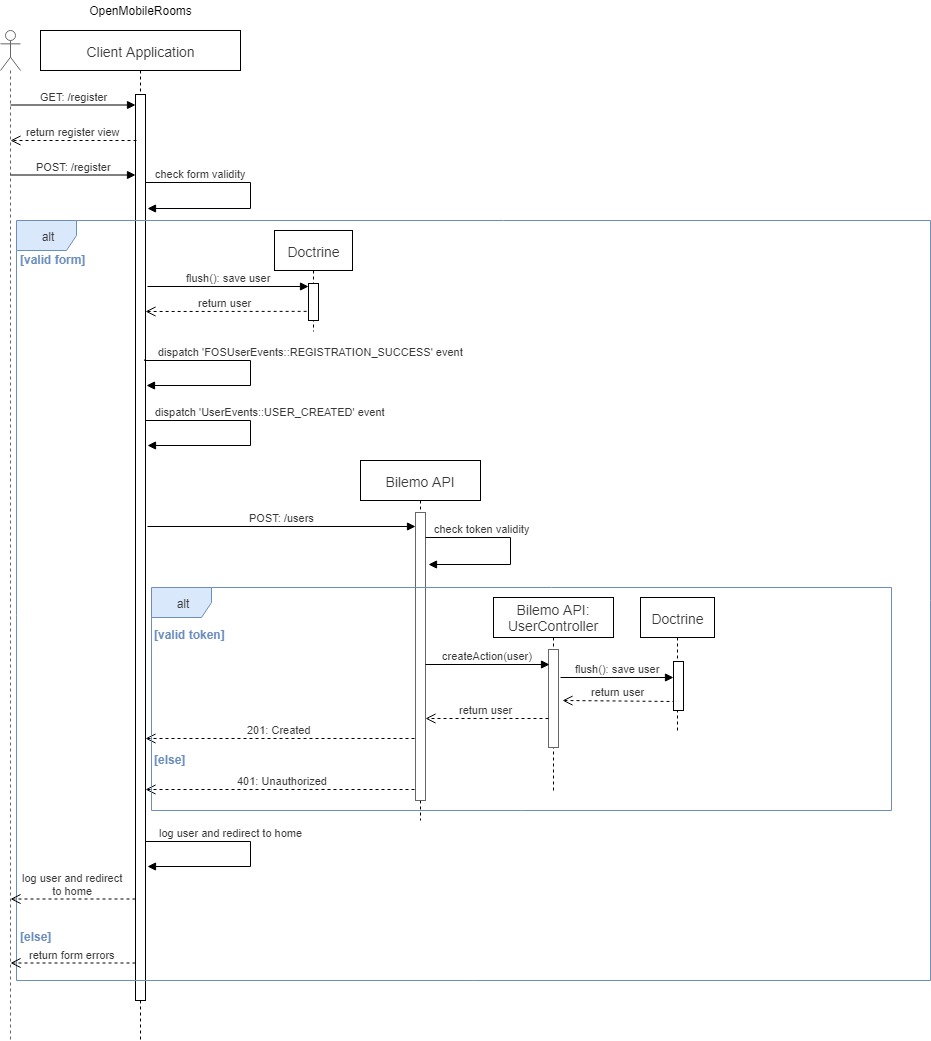 OpenMobileRooms
Client Application
GET: /register
return register view
POST: /register
check form validity
alt
[valid form]
Doctrine
flush(): save user
return user
dispatch 'FOSUserEvents::REGISTRATION_SUCCESS' event
dispatch 'UserEvents::USER_CREATED' event
Bilemo API
POST: /users
check token validity
alt
[valid token]
Bilemo API:
UserController
Doctrine
createAction(user)
flush(): save user
return user
return user
201: Created
[else]
401: Unauthorized
log user and redirect to home
log user and redirect
to home
[else]
return form errors